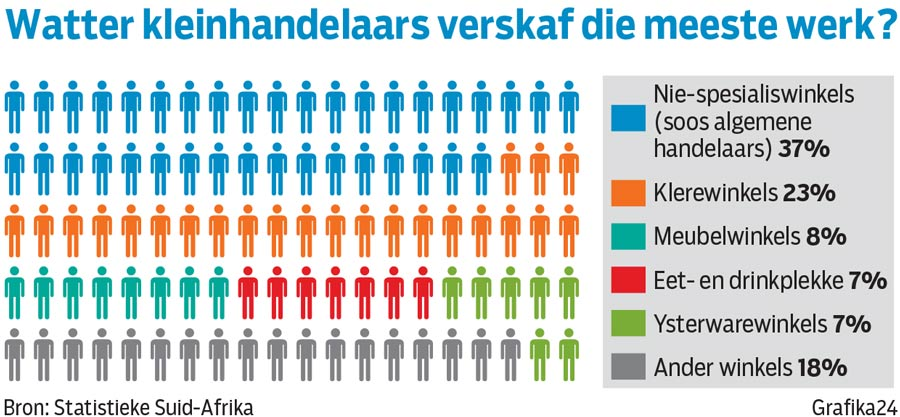 Watter kleinhandelaars verskaf die meeste werk?
Nie-spesialiswinkels
(soos algemene
handelaars) 37%
Klerewinkels 23%
Meubelwinkels 8%
Eet- en drinkplekke 7%
Ysterwarewinkels 7%
Ander winkels 18%
Bron: Statistieke Suid-Afrika
Grafika24